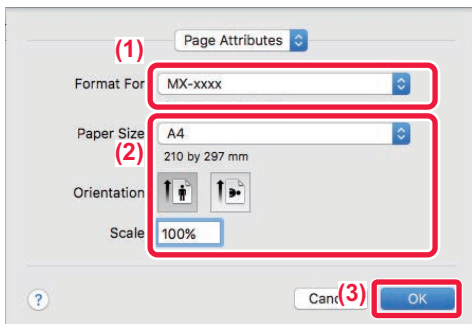 Page Attributes
(1)
Format For MX-xxxx
Paper Size A4
(2) 210 by 297 mm
Orientation
Scale 100%
? (3) OK